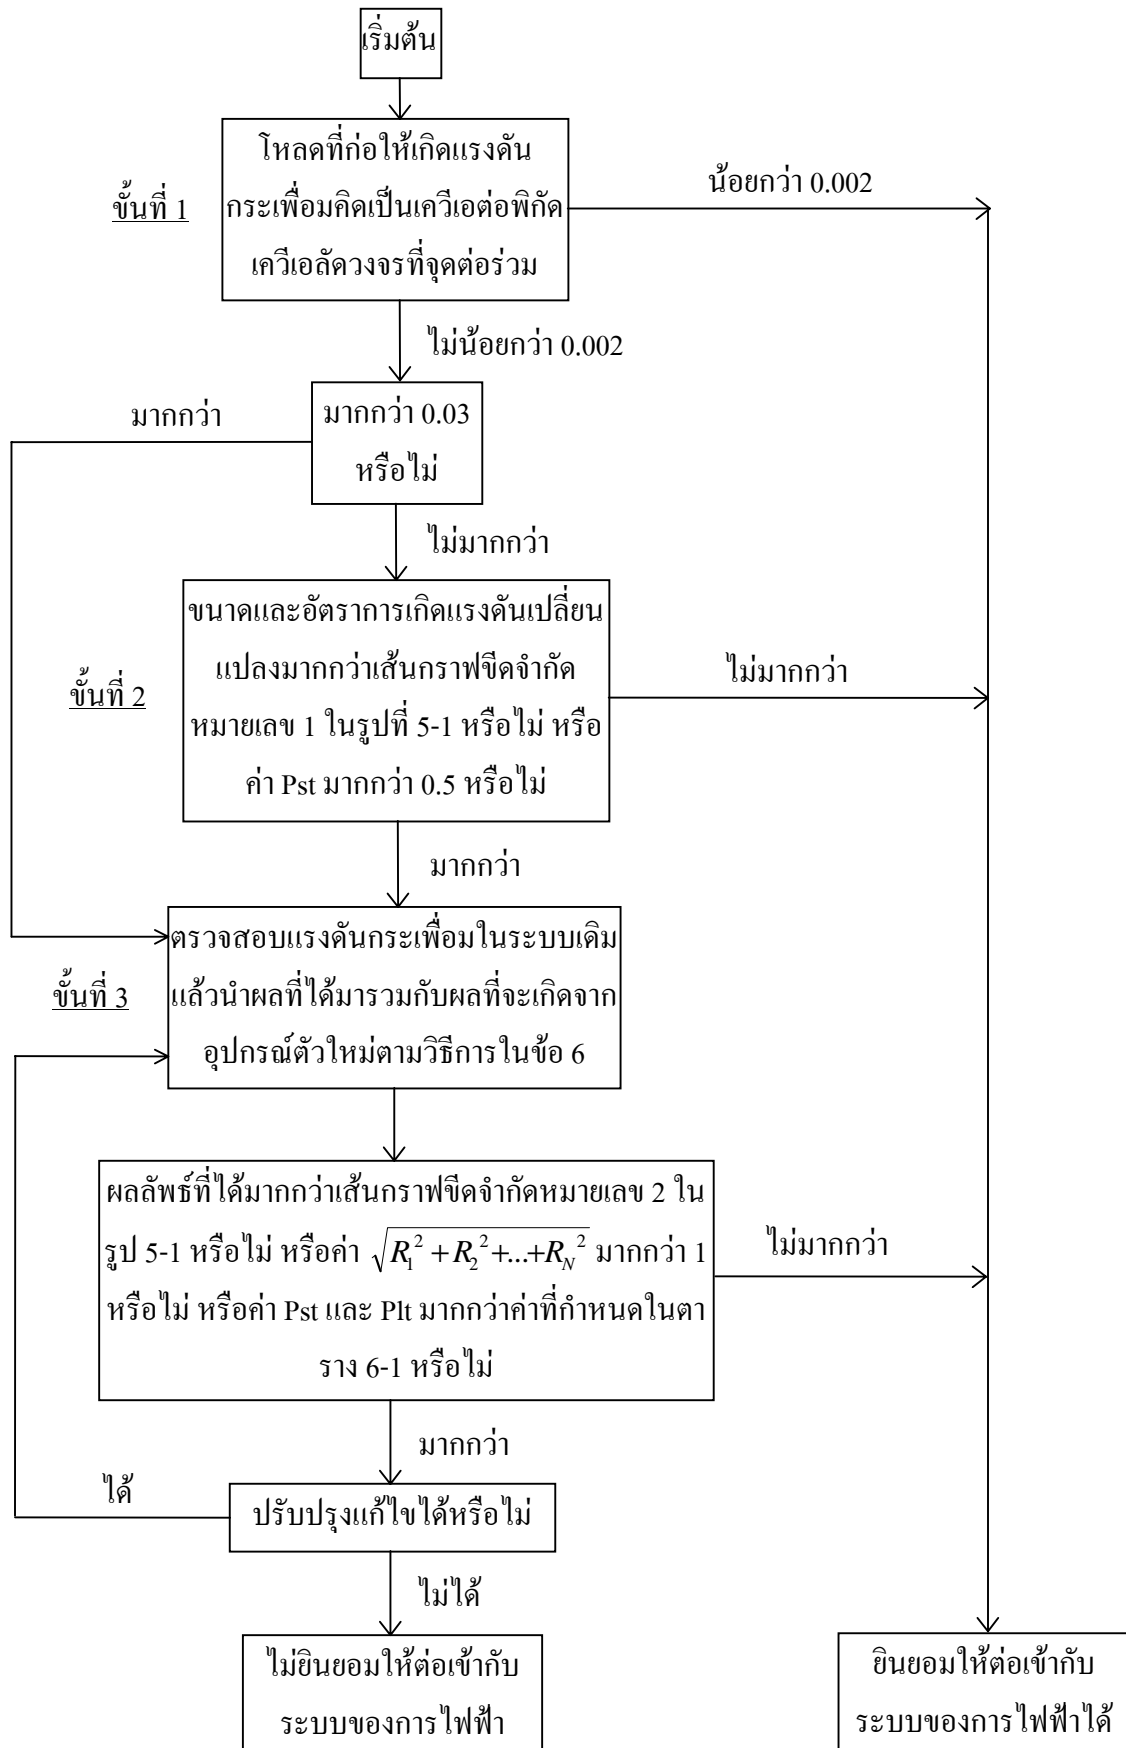 เริ่มต้น
โหลดที่ก่อให้เกิดแรงดัน
กระเพื่อมคิดเป็นเควีเอต่อพิกัด
เควีเอลัดวงจรที่จุดต่อร่วม
ขั้นที่ 1
น้อยกว่า 0.002
ไม่น้อยกว่า 0.002
มากกว่า 0.03
หรือไม่
มากกว่า
ไม่มากกว่า
ขนาดและอัตราการเกิดแรงดันเปลี่ยน
แปลงมากกว่าเส้นกราฟขีดจำกัด
หมายเลข 1 ในรูปที่ 5-1 หรือไม่ หรือ
ค่า Pst มากกว่า 0.5 หรือไม่
ขั้นที่ 2
ไม่มากกว่า
มากกว่า
ตรวจสอบแรงดันกระเพื่อมในระบบเดิม
แล้วนำผลที่ได้มารวมกับผลที่จะเกิดจาก
อุปกรณ์ตัวใหม่ตามวิธีการในข้อ 6
ขั้นที่ 3
ผลลัพธ์ที่ได้มากกว่าเส้นกราฟขีดจำกัดหมายเลข 2 ใน
รูป 5-1 หรือไม่ หรือค่า √(R₁² + R₂² +...+ R_N²) มากกว่า 1
หรือไม่ หรือค่า Pst และ Plt มากกว่าค่าที่กำหนดในตา
ราง 6-1 หรือไม่
ไม่มากกว่า
มากกว่า
ปรับปรุงแก้ไขได้หรือไม่
ได้
ไม่ได้
ไม่ยินยอมให้ต่อเข้ากับ
ระบบของการไฟฟ้า
ยินยอมให้ต่อเข้ากับ
ระบบของการไฟฟ้าได้